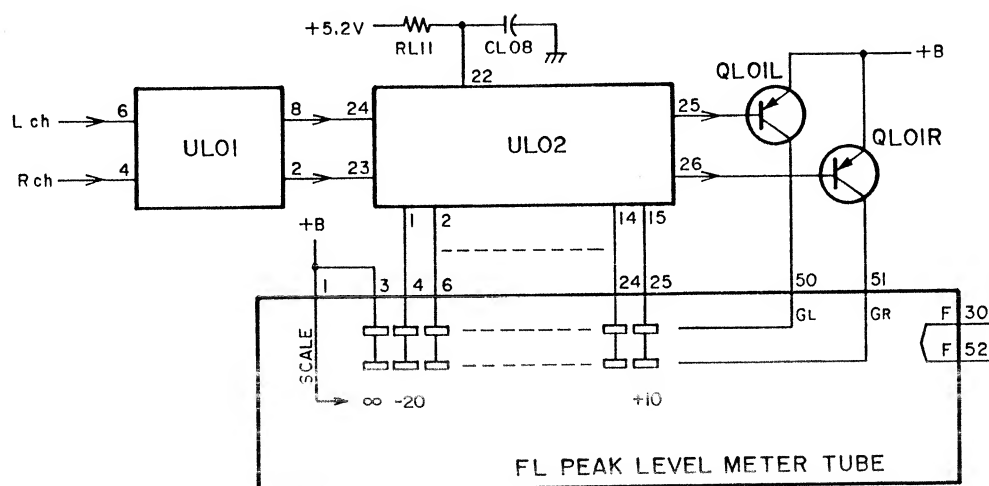 +5.2V
RL11
CL08
22
QL01L
+B
QL01R
L ch
6
UL01
8
24
UL02
25
R ch
4
2
23
26
+B
1
2
14
15
1
3
4
6
24
25
50
51
GL
GR
F
30
F
52
SCALE
∞
-20
+10
FL PEAK LEVEL METER TUBE